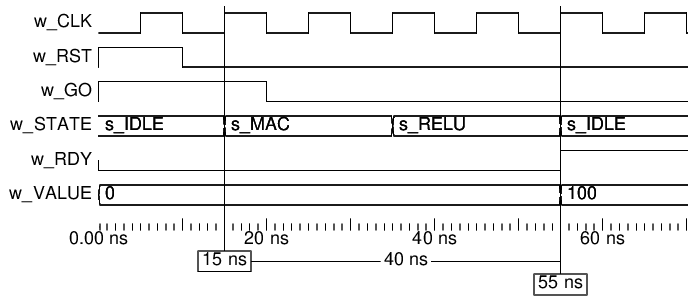 w_CLK
w_RST
w_GO
w_STATE s_IDLE s_MAC s_RELU s_IDLE
w_RDY
w_VALUE 0 100
0.00 ns 20 ns 40 ns 60 ns
15 ns 40 ns
55 ns